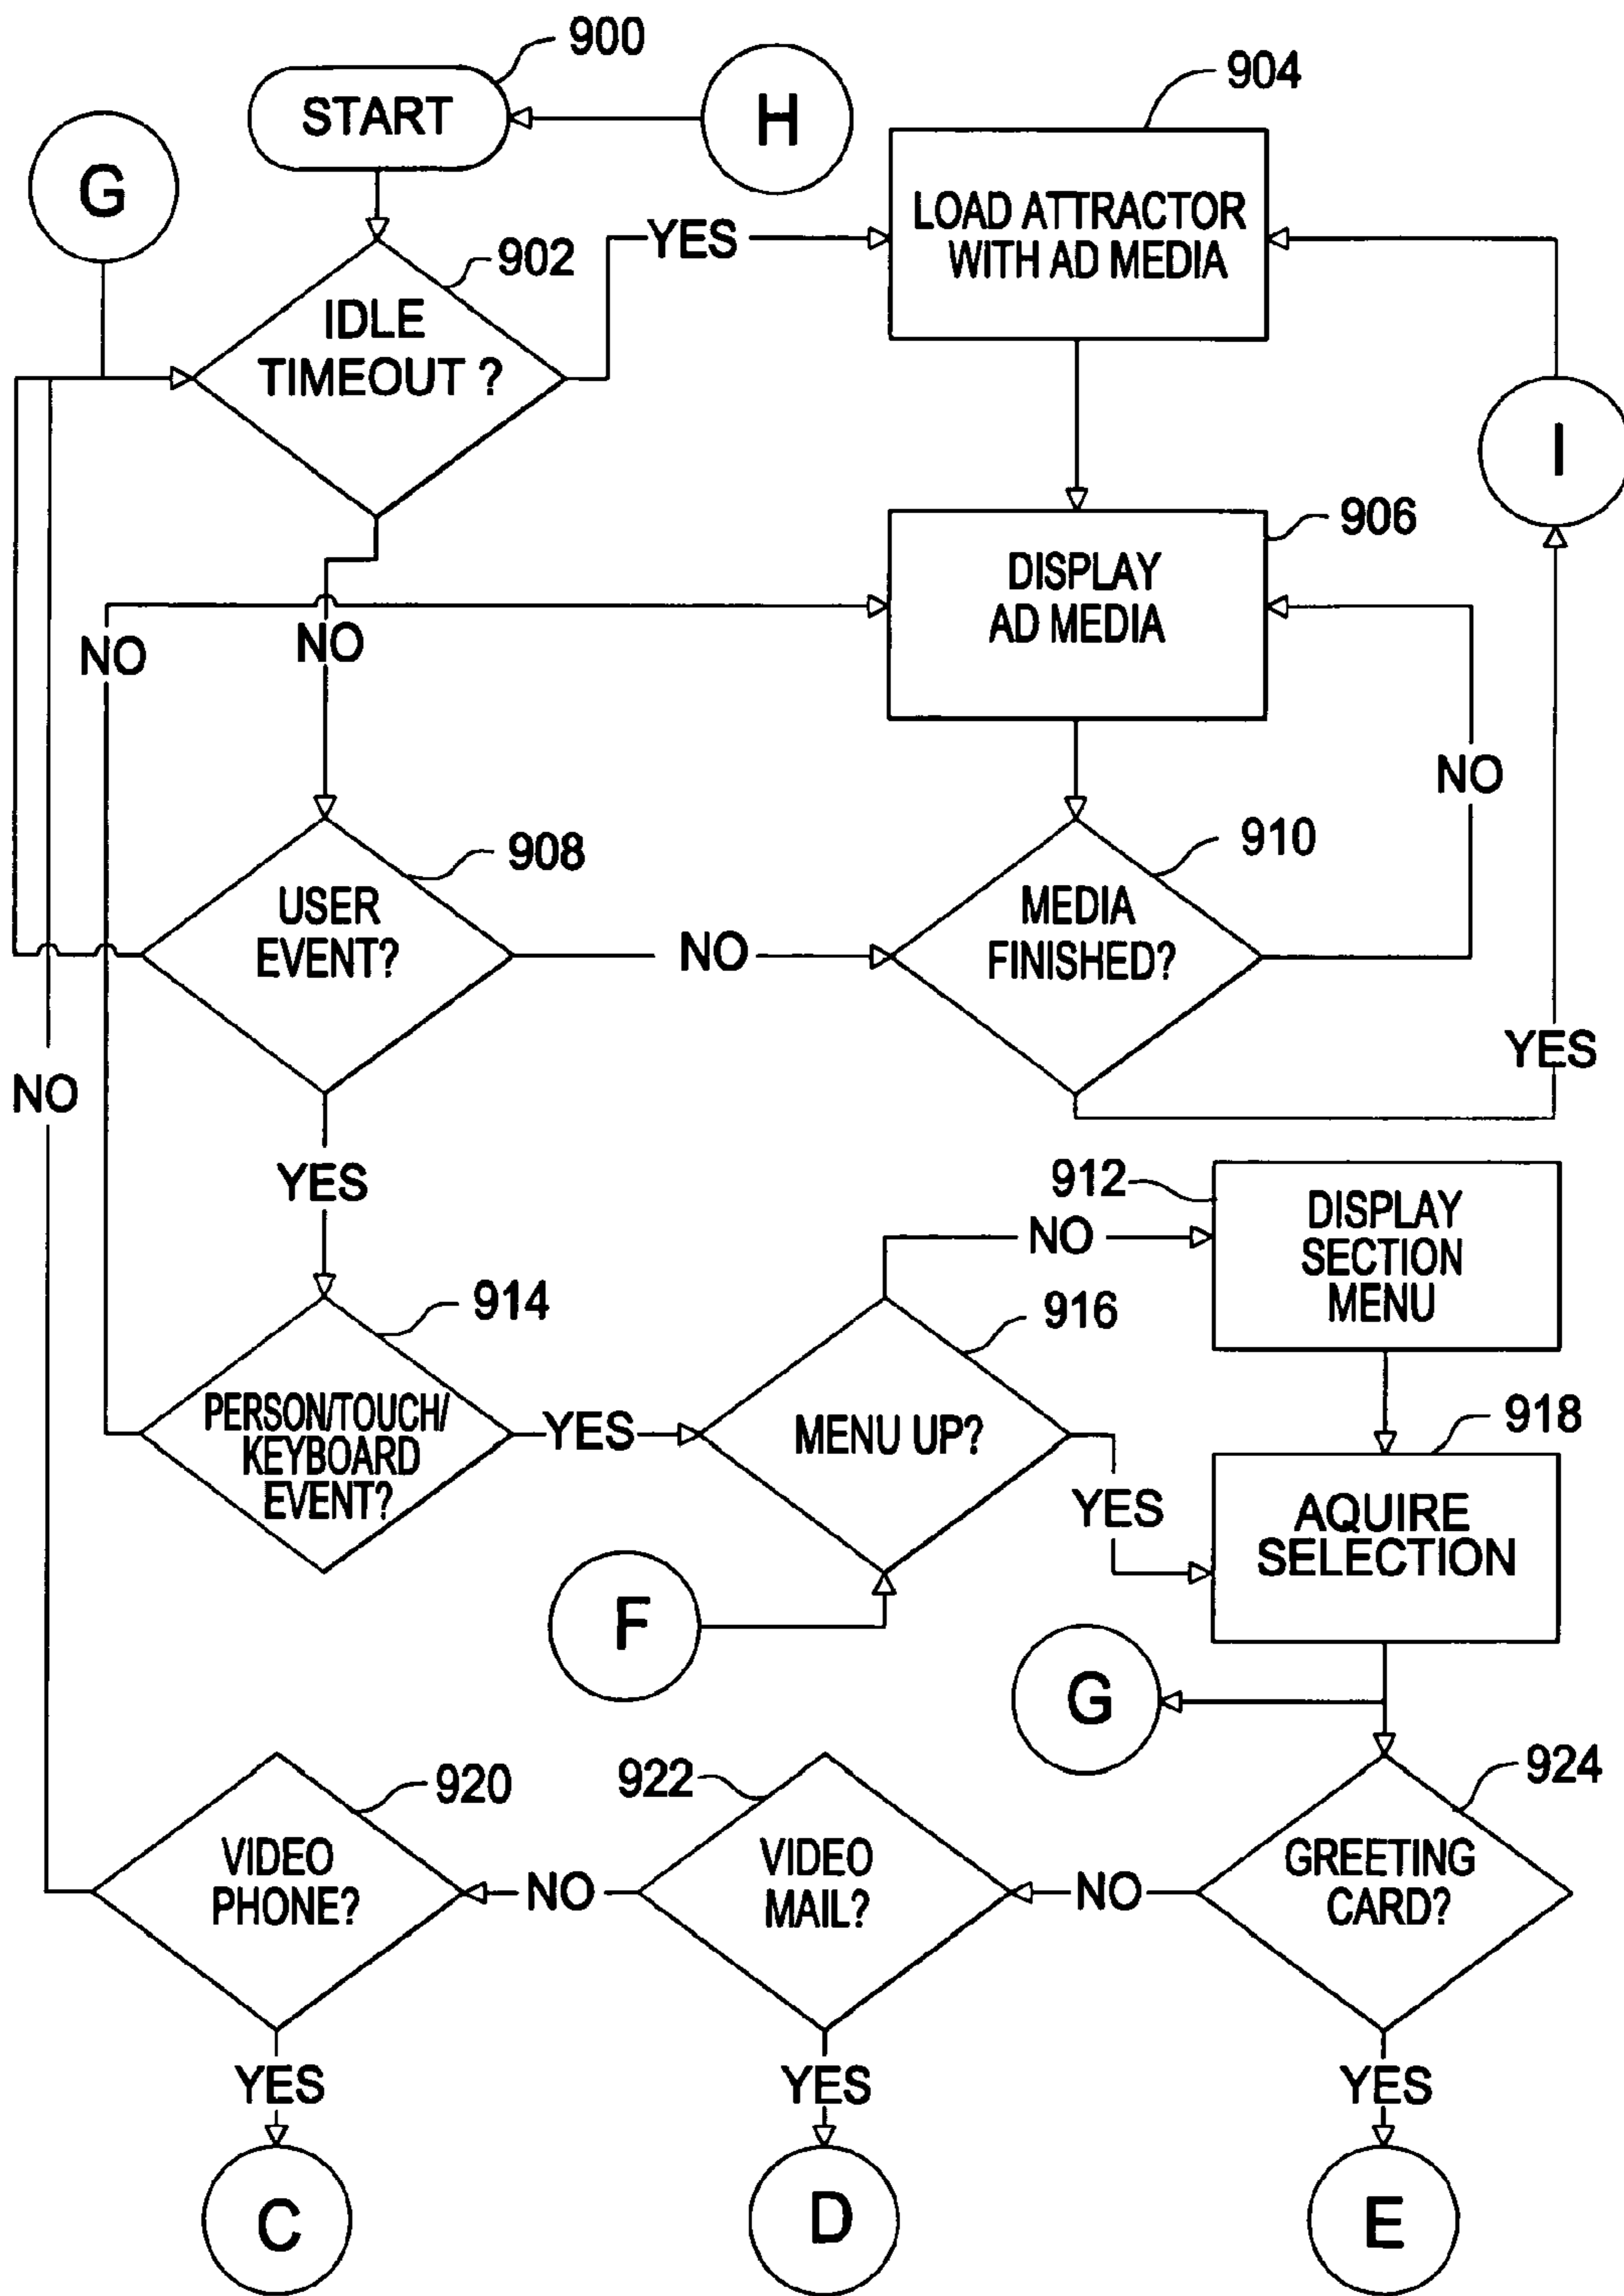 900
START
H
904
G
LOAD ATTRACTOR
WITH AD MEDIA
YES
902
IDLE
TIMEOUT ?
I
906
DISPLAY
AD MEDIA
NO
NO
NO
908
910
USER
EVENT?
NO
MEDIA
FINISHED?
YES
NO
YES
912
DISPLAY
SECTION
MENU
NO
914
916
PERSON/TOUCH/
KEYBOARD
EVENT?
YES
MENU UP?
918
YES
AQUIRE
SELECTION
F
G
920
922
924
VIDEO
PHONE?
NO
VIDEO
MAIL?
NO
GREETING
CARD?
YES
YES
YES
C
D
E